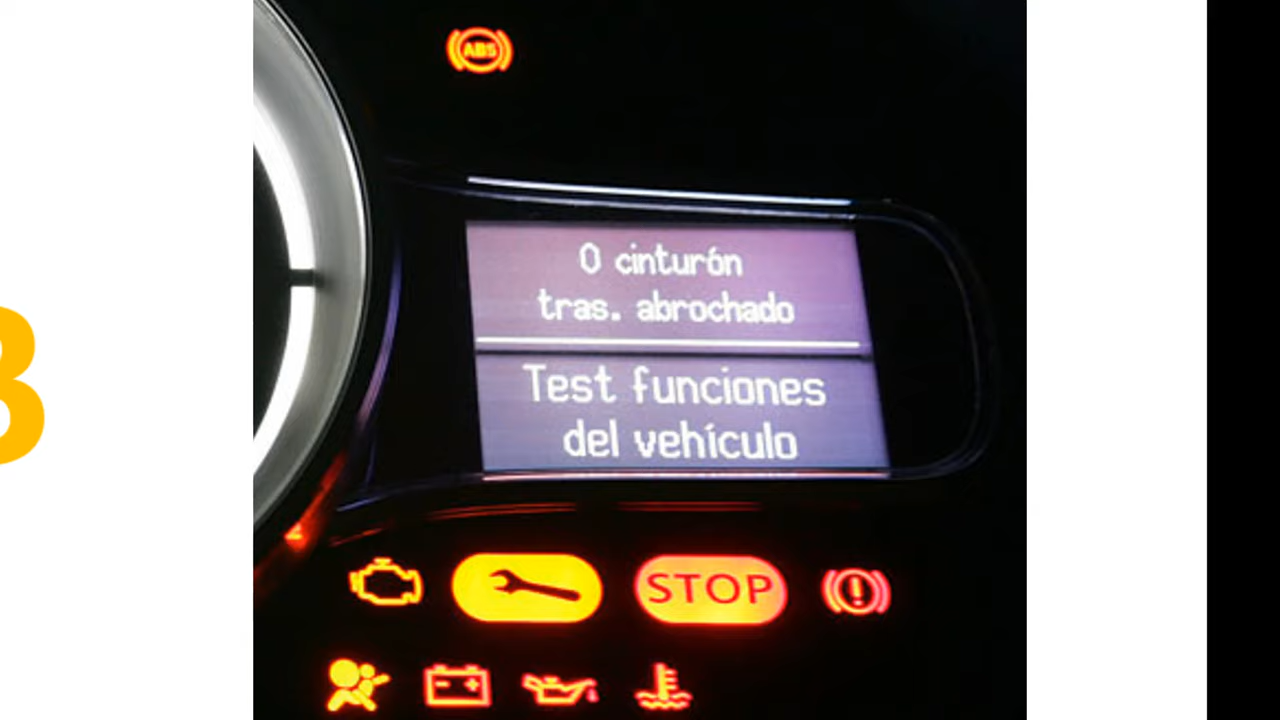 ABS
0 cinturón
tras. abrochado
Test funciones
del vehículo
STOP